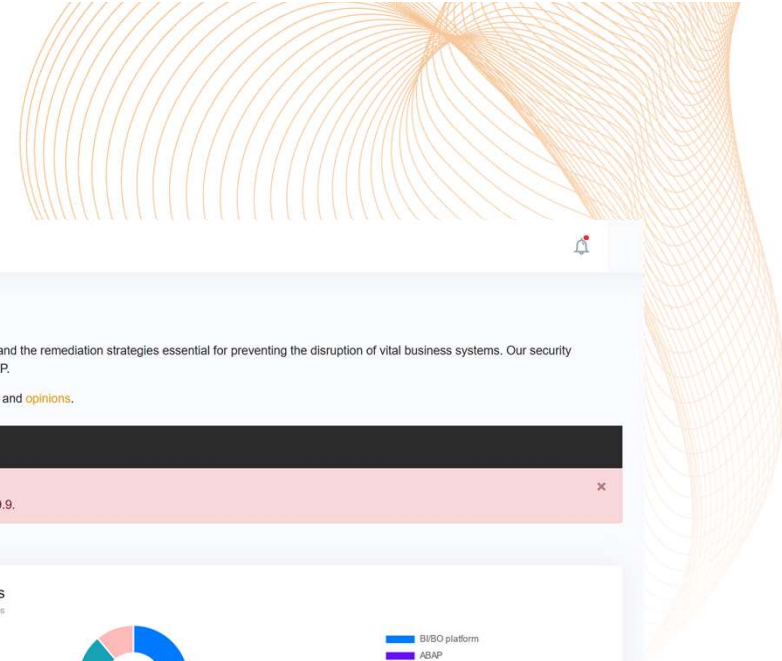 and the remediation strategies essential for preventing the disruption of vital business systems. Our security
P.
and opinions.
×
9.9.
s
s
BI/BO platform
ABAP